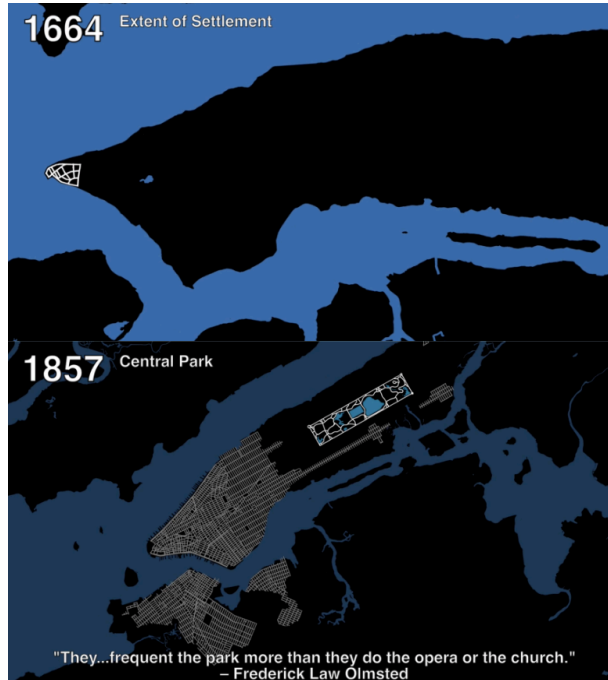 1664 Extent of Settlement
1857 Central Park
"They...frequent the park more than they do the opera or the church."
– Frederick Law Olmsted